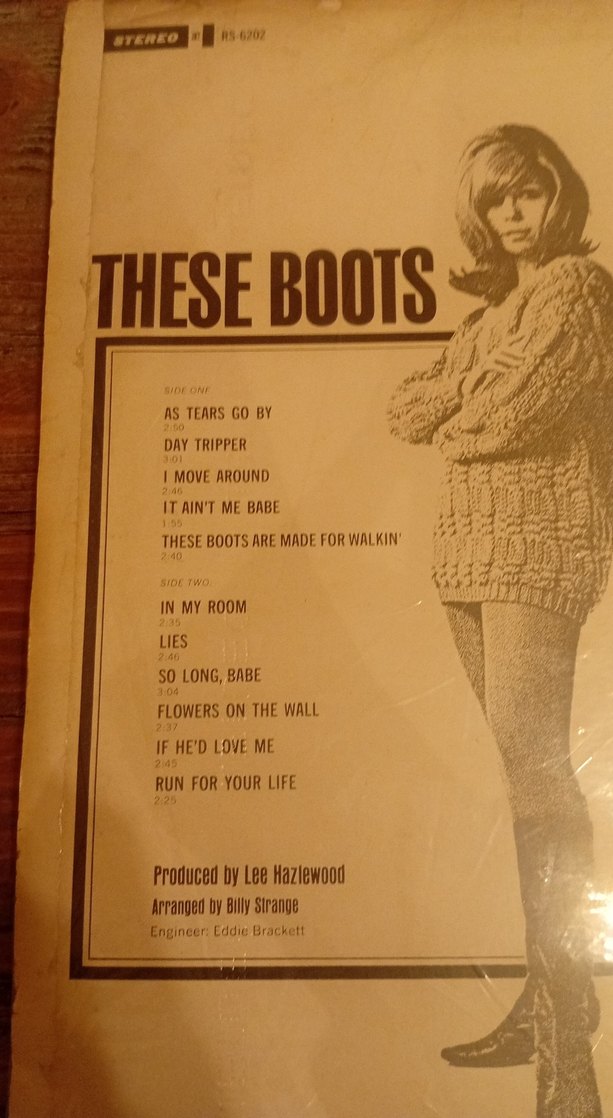 STEREO RS-6202
THESE BOOTS
SIDE ONE
AS TEARS GO BY
2:50
DAY TRIPPER
3:01
I MOVE AROUND
2:46
IT AIN'T ME BABE
1:55
THESE BOOTS ARE MADE FOR WALKIN'
2:40
SIDE TWO
IN MY ROOM
2:35
LIES
2:46
SO LONG, BABE
3:04
FLOWERS ON THE WALL
2:37
IF HE'D LOVE ME
2:45
RUN FOR YOUR LIFE
2:25
Produced by Lee Hazlewood
Arranged by Billy Strange
Engineer: Eddie Brackett